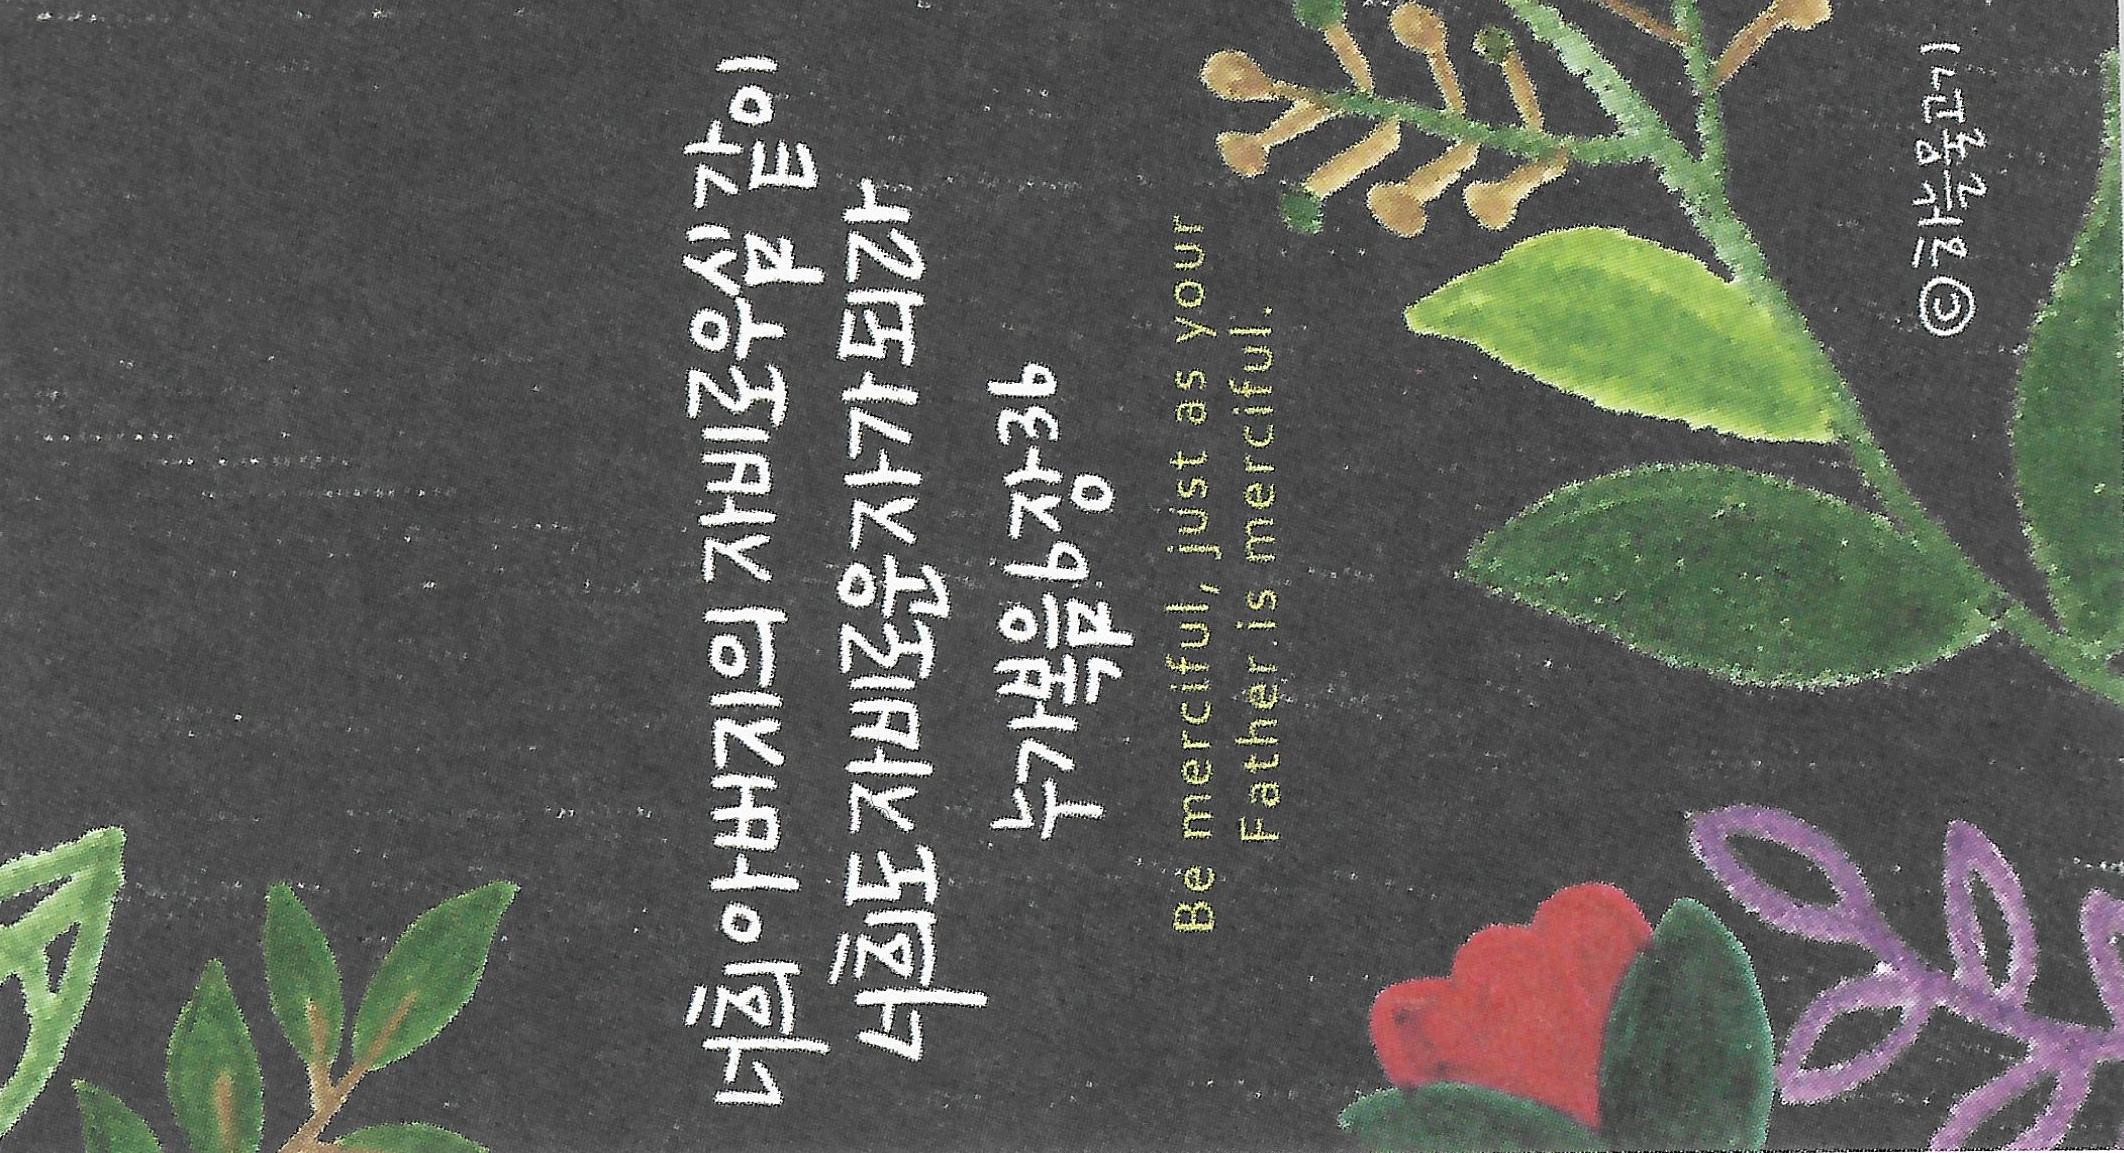 너희 아버지의 자비로우심 같이
너희도 자비로운 자가 되라
누가복음 6장 36
Be merciful, just as your
Father is merciful.
© 하늘물고기